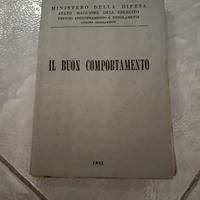 MINISTERO DELLA DIFESA
STATO MAGGIORE DELL'ESERCITO
UFFICIO ADDESTRAMENTO E REGOLAMENTI
IL BUON COMPORTAMENTO